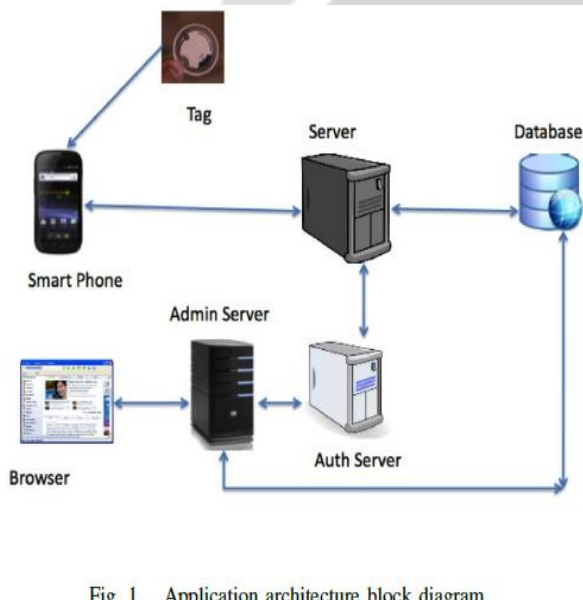 Tag
Server
Database
Smart Phone
Admin Server
Auth Server
Browser
Fig. 1. Application architecture block diagram